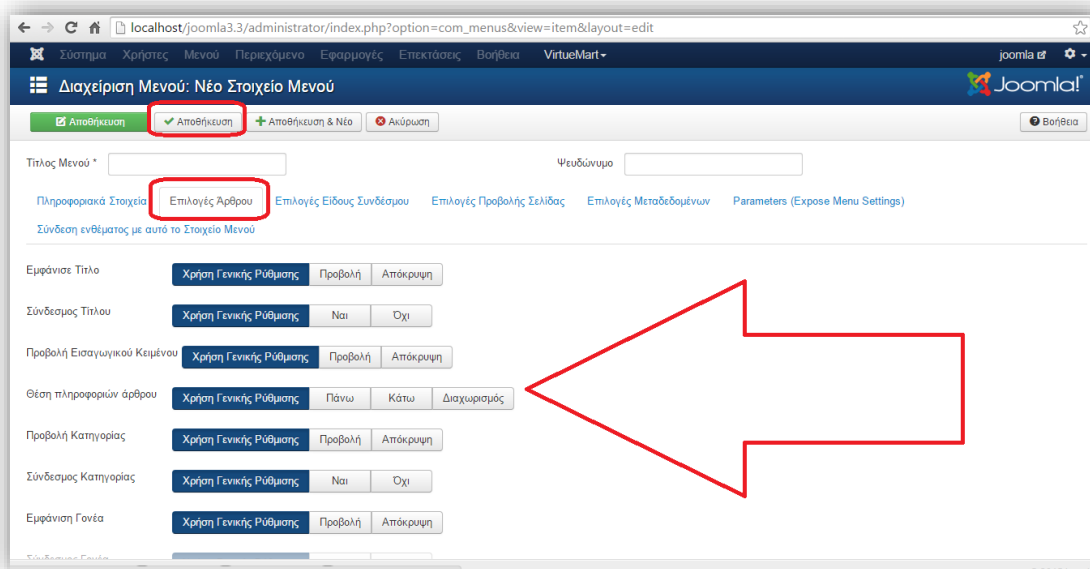 localhost/joomla3.3/administrator/index.php?option=com_menus&view=item&layout=edit
Σύστημα Χρήστες Μενού Περιεχόμενο Εφαρμογές Επεκτάσεις Βοήθεια VirtueMart joomla
Διαχείριση Μενού: Νέο Στοιχείο Μενού Joomla!
Αποθήκευση Αποθήκευση Αποθήκευση & Νέο Ακύρωση Βοήθεια
Τίτλος Μενού * Ψευδώνυμο
Πληροφοριακά Στοιχεία Επιλογές Άρθρου Επιλογές Είδους Συνδέσμου Επιλογές Προβολής Σελίδας Επιλογές Μεταδεδομένων Parameters (Expose Menu Settings)
Σύνδεση ενθέματος με αυτό το Στοιχείο Μενού
Εμφάνισε Τίτλο Χρήση Γενικής Ρύθμισης Προβολή Απόκρυψη
Σύνδεσμος Τίτλου Χρήση Γενικής Ρύθμισης Ναι Όχι
Προβολή Εισαγωγικού Κειμένου Χρήση Γενικής Ρύθμισης Προβολή Απόκρυψη
Θέση πληροφοριών άρθρου Χρήση Γενικής Ρύθμισης Πάνω Κάτω Διαχωρισμός
Προβολή Κατηγορίας Χρήση Γενικής Ρύθμισης Προβολή Απόκρυψη
Σύνδεσμος Κατηγορίας Χρήση Γενικής Ρύθμισης Ναι Όχι
Εμφάνιση Γονέα Χρήση Γενικής Ρύθμισης Προβολή Απόκρυψη
Σύνδεσμος Γονέα